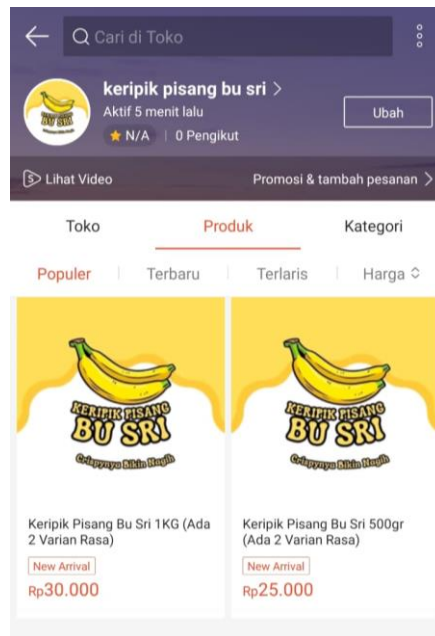 Cari di Toko
keripik pisang bu sri >
Aktif 5 menit lalu
Ubah
N/A | 0 Pengikut
Lihat Video
Promosi & tambah pesanan >
Toko
Produk
Kategori
Populer
Terbaru
Terlaris
Harga
KERIPIK PISANG
BU SRI
Crispynya Bikin Nagih
KERIPIK PISANG
BU SRI
Crispynya Bikin Nagih
Keripik Pisang Bu Sri 1KG (Ada
2 Varian Rasa)
New Arrival
Rp30.000
Keripik Pisang Bu Sri 500gr
(Ada 2 Varian Rasa)
New Arrival
Rp25.000